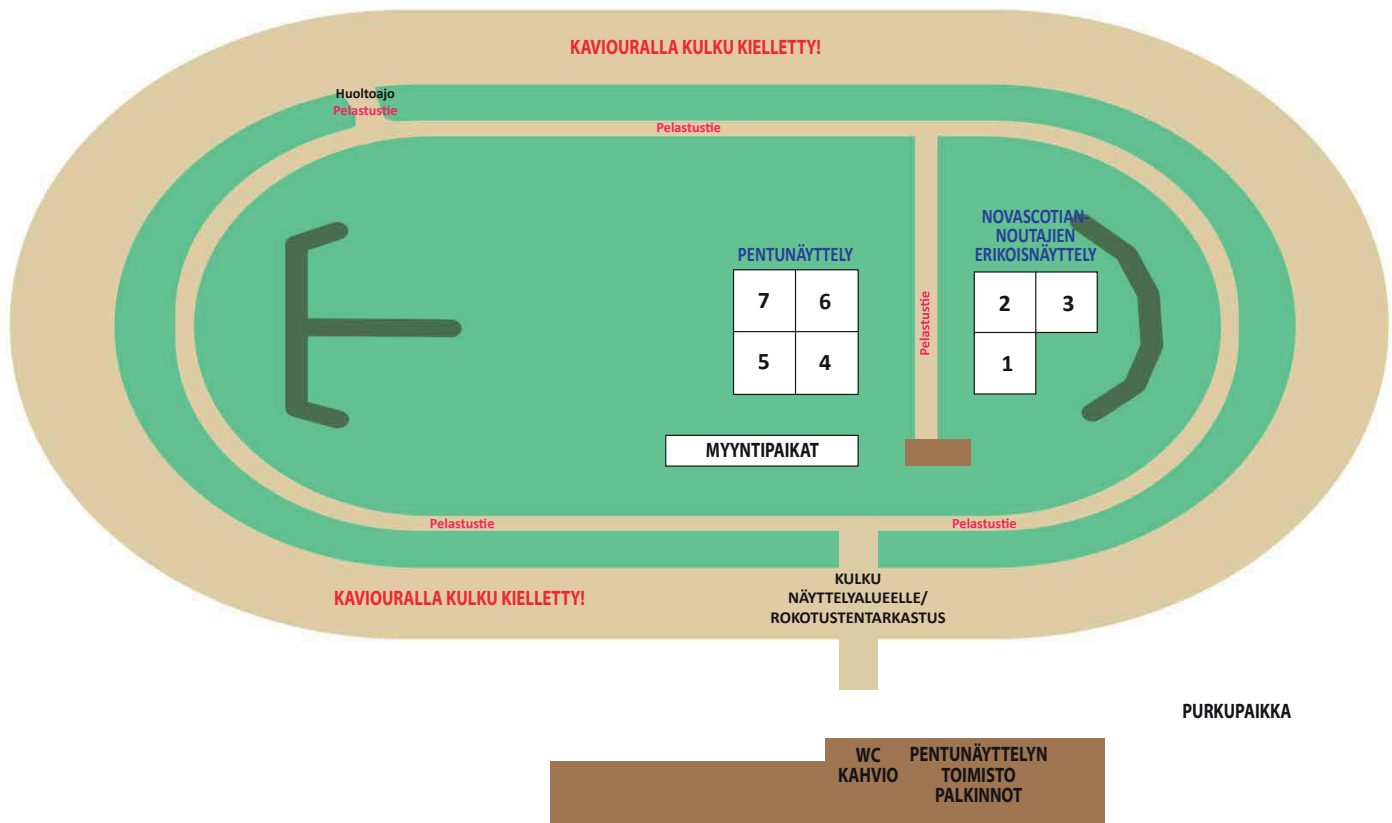 KAVIOURALLA KULKU KIELLETTY!
Huoltoajo
Pelastustie
Pelastustie
NOVASCOTIAN-
NOUTAJIEN
ERIKOISNÄYTTELY
PENTUNÄYTTELY
7 6
5 4
Pelastustie
2 3
1
MYYNTIPAIKAT
Pelastustie
Pelastustie
KAVIOURALLA KULKU KIELLETTY!
KULKU
NÄYTTELYALUEELLE/
ROKOTUSTENTARKASTUS
PURKUPAIKKA
WC
KAHVIO
PENTUNÄYTTELYN
TOIMISTO
PALKINNOT